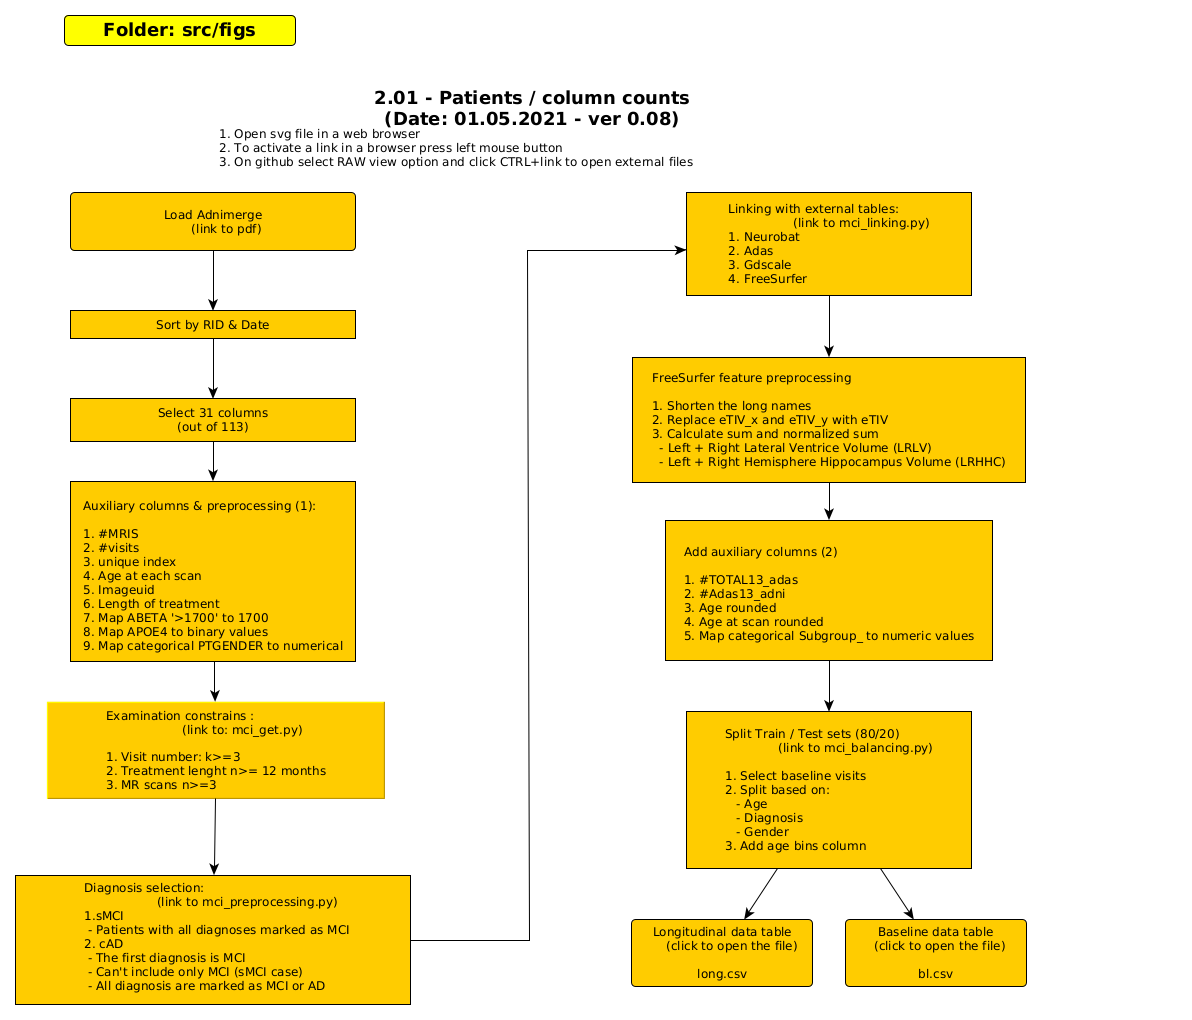 Folder: src/figs
2.01 - Patients / column counts
(Date: 01.05.2021 - ver 0.08)
1. Open svg file in a web browser
2. To activate a link in a browser press left mouse button
3. On github select RAW view option and click CTRL+link to open external files
Load Adnimerge
(link to pdf)
Sort by RID & Date
Select 31 columns
(out of 113)
Auxiliary columns & preprocessing (1):
1. #MRIS
2. #visits
3. unique index
4. Age at each scan
5. Imageuid
6. Length of treatment
7. Map ABETA '>1700' to 1700
8. Map APOE4 to binary values
9. Map categorical PTGENDER to numerical
Examination constrains :
(link to: mci_get.py)
1. Visit number: k>=3
2. Treatment lenght n>= 12 months
3. MR scans n>=3
Diagnosis selection:
(link to mci_preprocessing.py)
1.sMCI
- Patients with all diagnoses marked as MCI
2. cAD
- The first diagnosis is MCI
- Can't include only MCI (sMCI case)
- All diagnosis are marked as MCI or AD
Linking with external tables:
(link to mci_linking.py)
1. Neurobat
2. Adas
3. Gdscale
4. FreeSurfer
FreeSurfer feature preprocessing
1. Shorten the long names
2. Replace eTIV_x and eTIV_y with eTIV
3. Calculate sum and normalized sum
- Left + Right Lateral Ventrice Volume (LRLV)
- Left + Right Hemisphere Hippocampus Volume (LRHHC)
Add auxiliary columns (2)
1. #TOTAL13_adas
2. #Adas13_adni
3. Age rounded
4. Age at scan rounded
5. Map categorical Subgroup_ to numeric values
Split Train / Test sets (80/20)
(link to mci_balancing.py)
1. Select baseline visits
2. Split based on:
- Age
- Diagnosis
- Gender
3. Add age bins column
Longitudinal data table
(click to open the file)
long.csv
Baseline data table
(click to open the file)
bl.csv